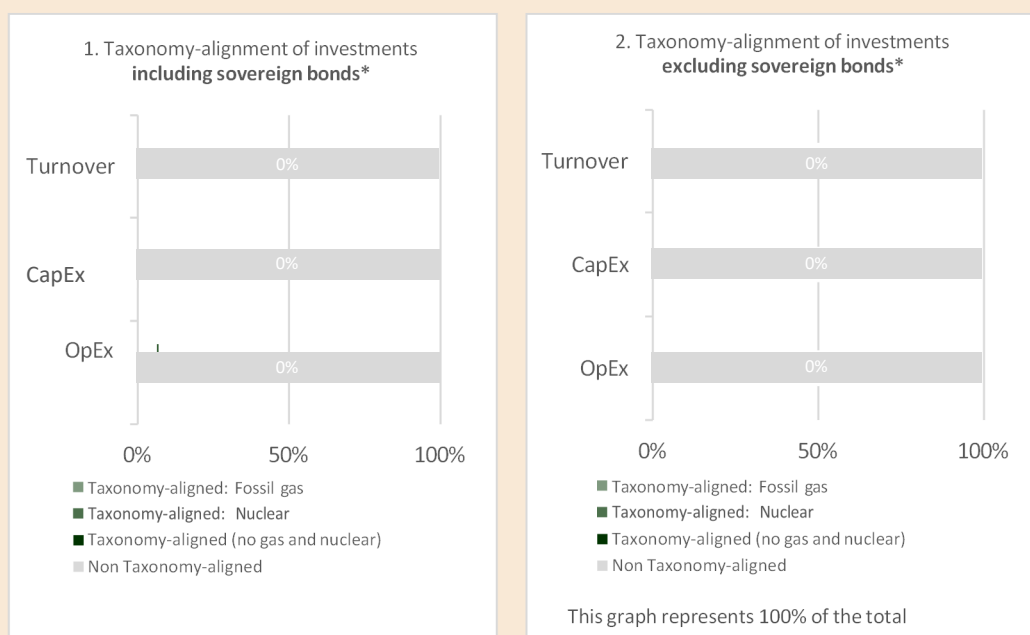 1. Taxonomy-alignment of investments
including sovereign bonds*
Turnover
0%
CapEx
0%
OpEx
0%
0%
50%
100%
Taxonomy-aligned: Fossil gas
Taxonomy-aligned: Nuclear
Taxonomy-aligned (no gas and nuclear)
Non Taxonomy-aligned
2. Taxonomy-alignment of investments
excluding sovereign bonds*
Turnover
0%
CapEx
0%
OpEx
0%
0%
50%
100%
Taxonomy-aligned: Fossil gas
Taxonomy-aligned: Nuclear
Taxonomy-aligned (no gas and nuclear)
Non Taxonomy-aligned
This graph represents 100% of the total